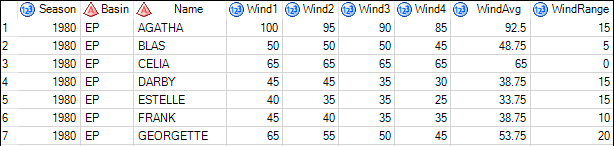 Season Basin Name Wind1 Wind2 Wind3 Wind4 WindAvg WindRange
1 1980 EP AGATHA 100 95 90 85 92.5 15
2 1980 EP BLAS 50 50 50 45 48.75 5
3 1980 EP CELIA 65 65 65 65 65 0
4 1980 EP DARBY 45 45 35 30 38.75 15
5 1980 EP ESTELLE 40 35 35 25 33.75 15
6 1980 EP FRANK 45 40 35 35 38.75 10
7 1980 EP GEORGETTE 65 55 50 45 53.75 20